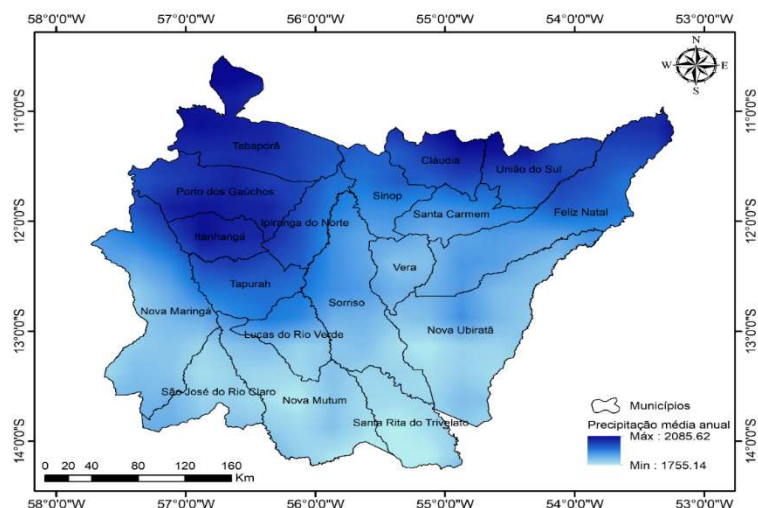 58°0'0"W 57°0'0"W 56°0'0"W 55°0'0"W 54°0'0"W 53°0'0"W
N
W E
S
11°0'0"S 11°0'0"S
Tabaporã
Cláudia
União do Sul
Porto dos Gaúchos
Sinop
Santa Carmem
Feliz Natal
12°0'0"S 12°0'0"S
Ipiranga do Norte
Itanhangá
Vera
Tapurah
Sorriso
Nova Maringá
13°0'0"S 13°0'0"S
Lucas do Rio Verde
Nova Ubiratã
São José do Rio Claro
Nova Mutum
Santa Rita do Trivelato
14°0'0"S 14°0'0"S
Municípios
Precipitação média anual
Máx : 2085.62
Min : 1755.14
0 20 40 80 120 160
Km
58°0'0"W 57°0'0"W 56°0'0"W 55°0'0"W 54°0'0"W 53°0'0"W